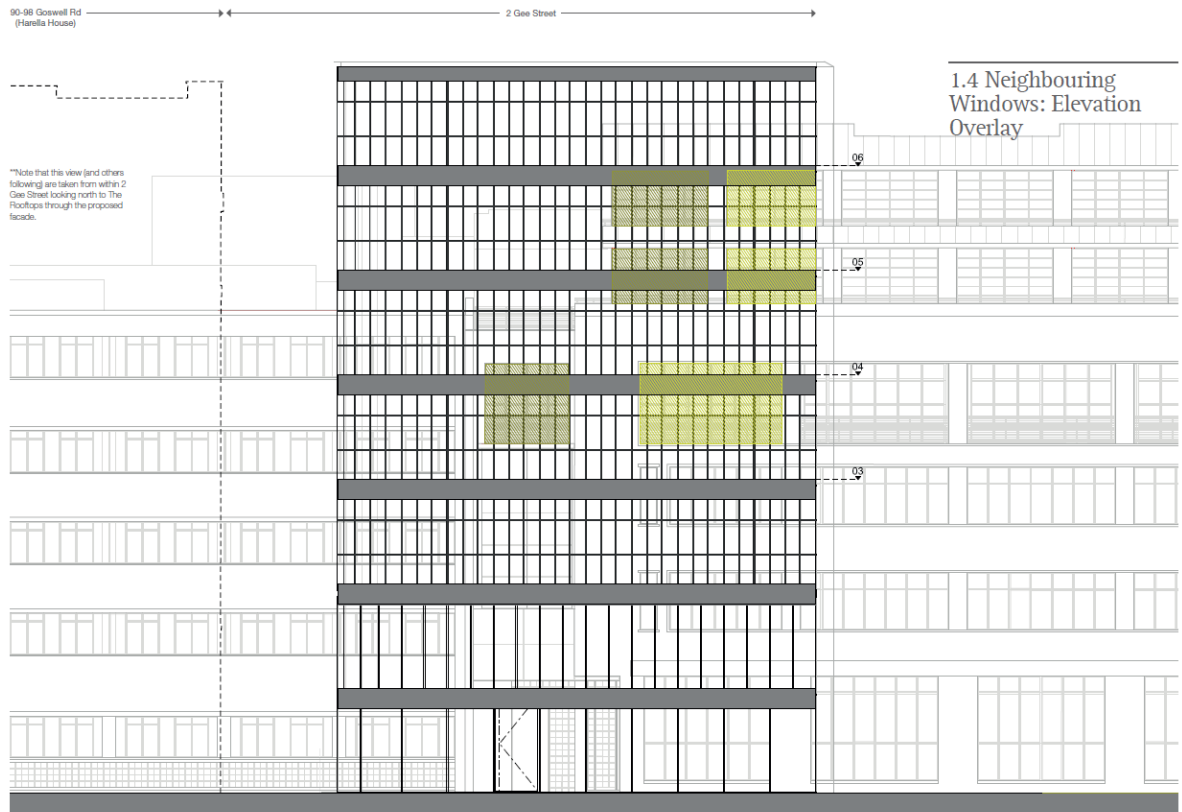 90-98 Goswell Rd
(Harella House)
2 Gee Street
1.4 Neighbouring
Windows: Elevation
Overlay
**Note that this view (and others
following) are taken from within 2
Gee Street looking north to The
Rooftops through the proposed
facade.
06
05
04
03